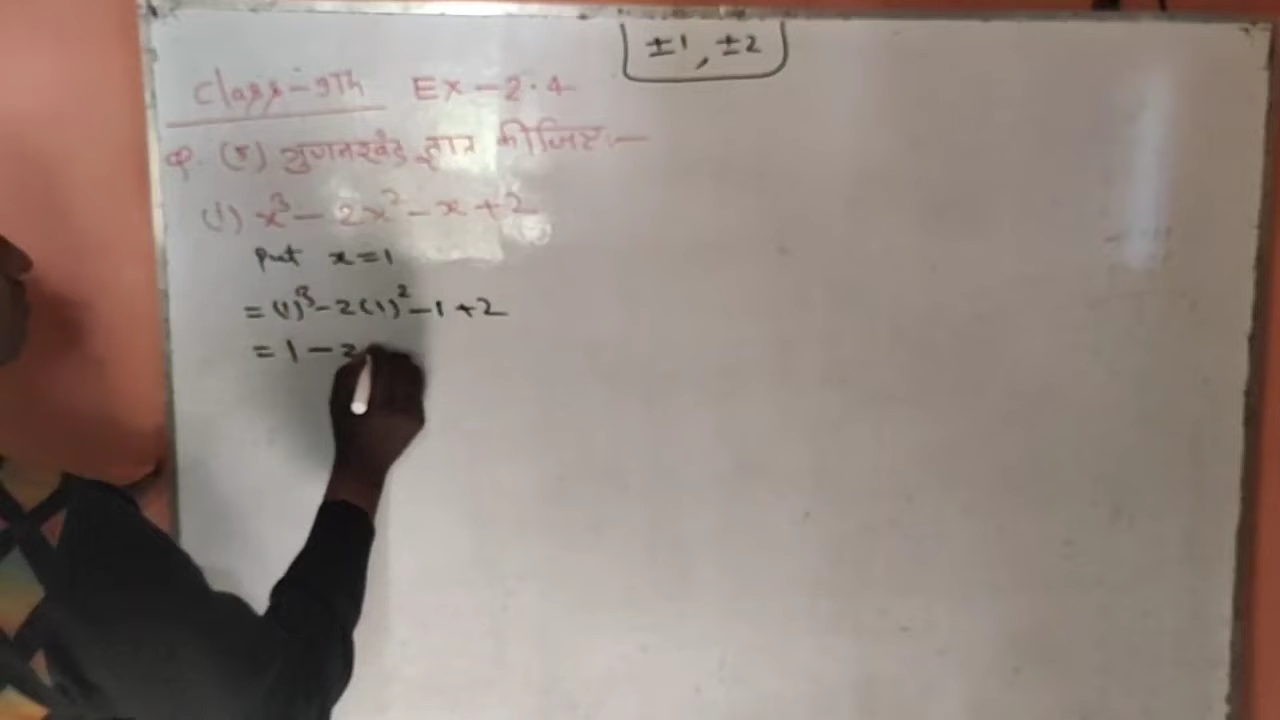 ±1, ±2
Class-9Th Ex-2.4
प्र. (5) गुणनखंड ज्ञात कीजिए:-
(i) x³ - 2x² - x + 2
Put x = 1
= (1)³ - 2(1)² - 1 + 2
= 1 - 2